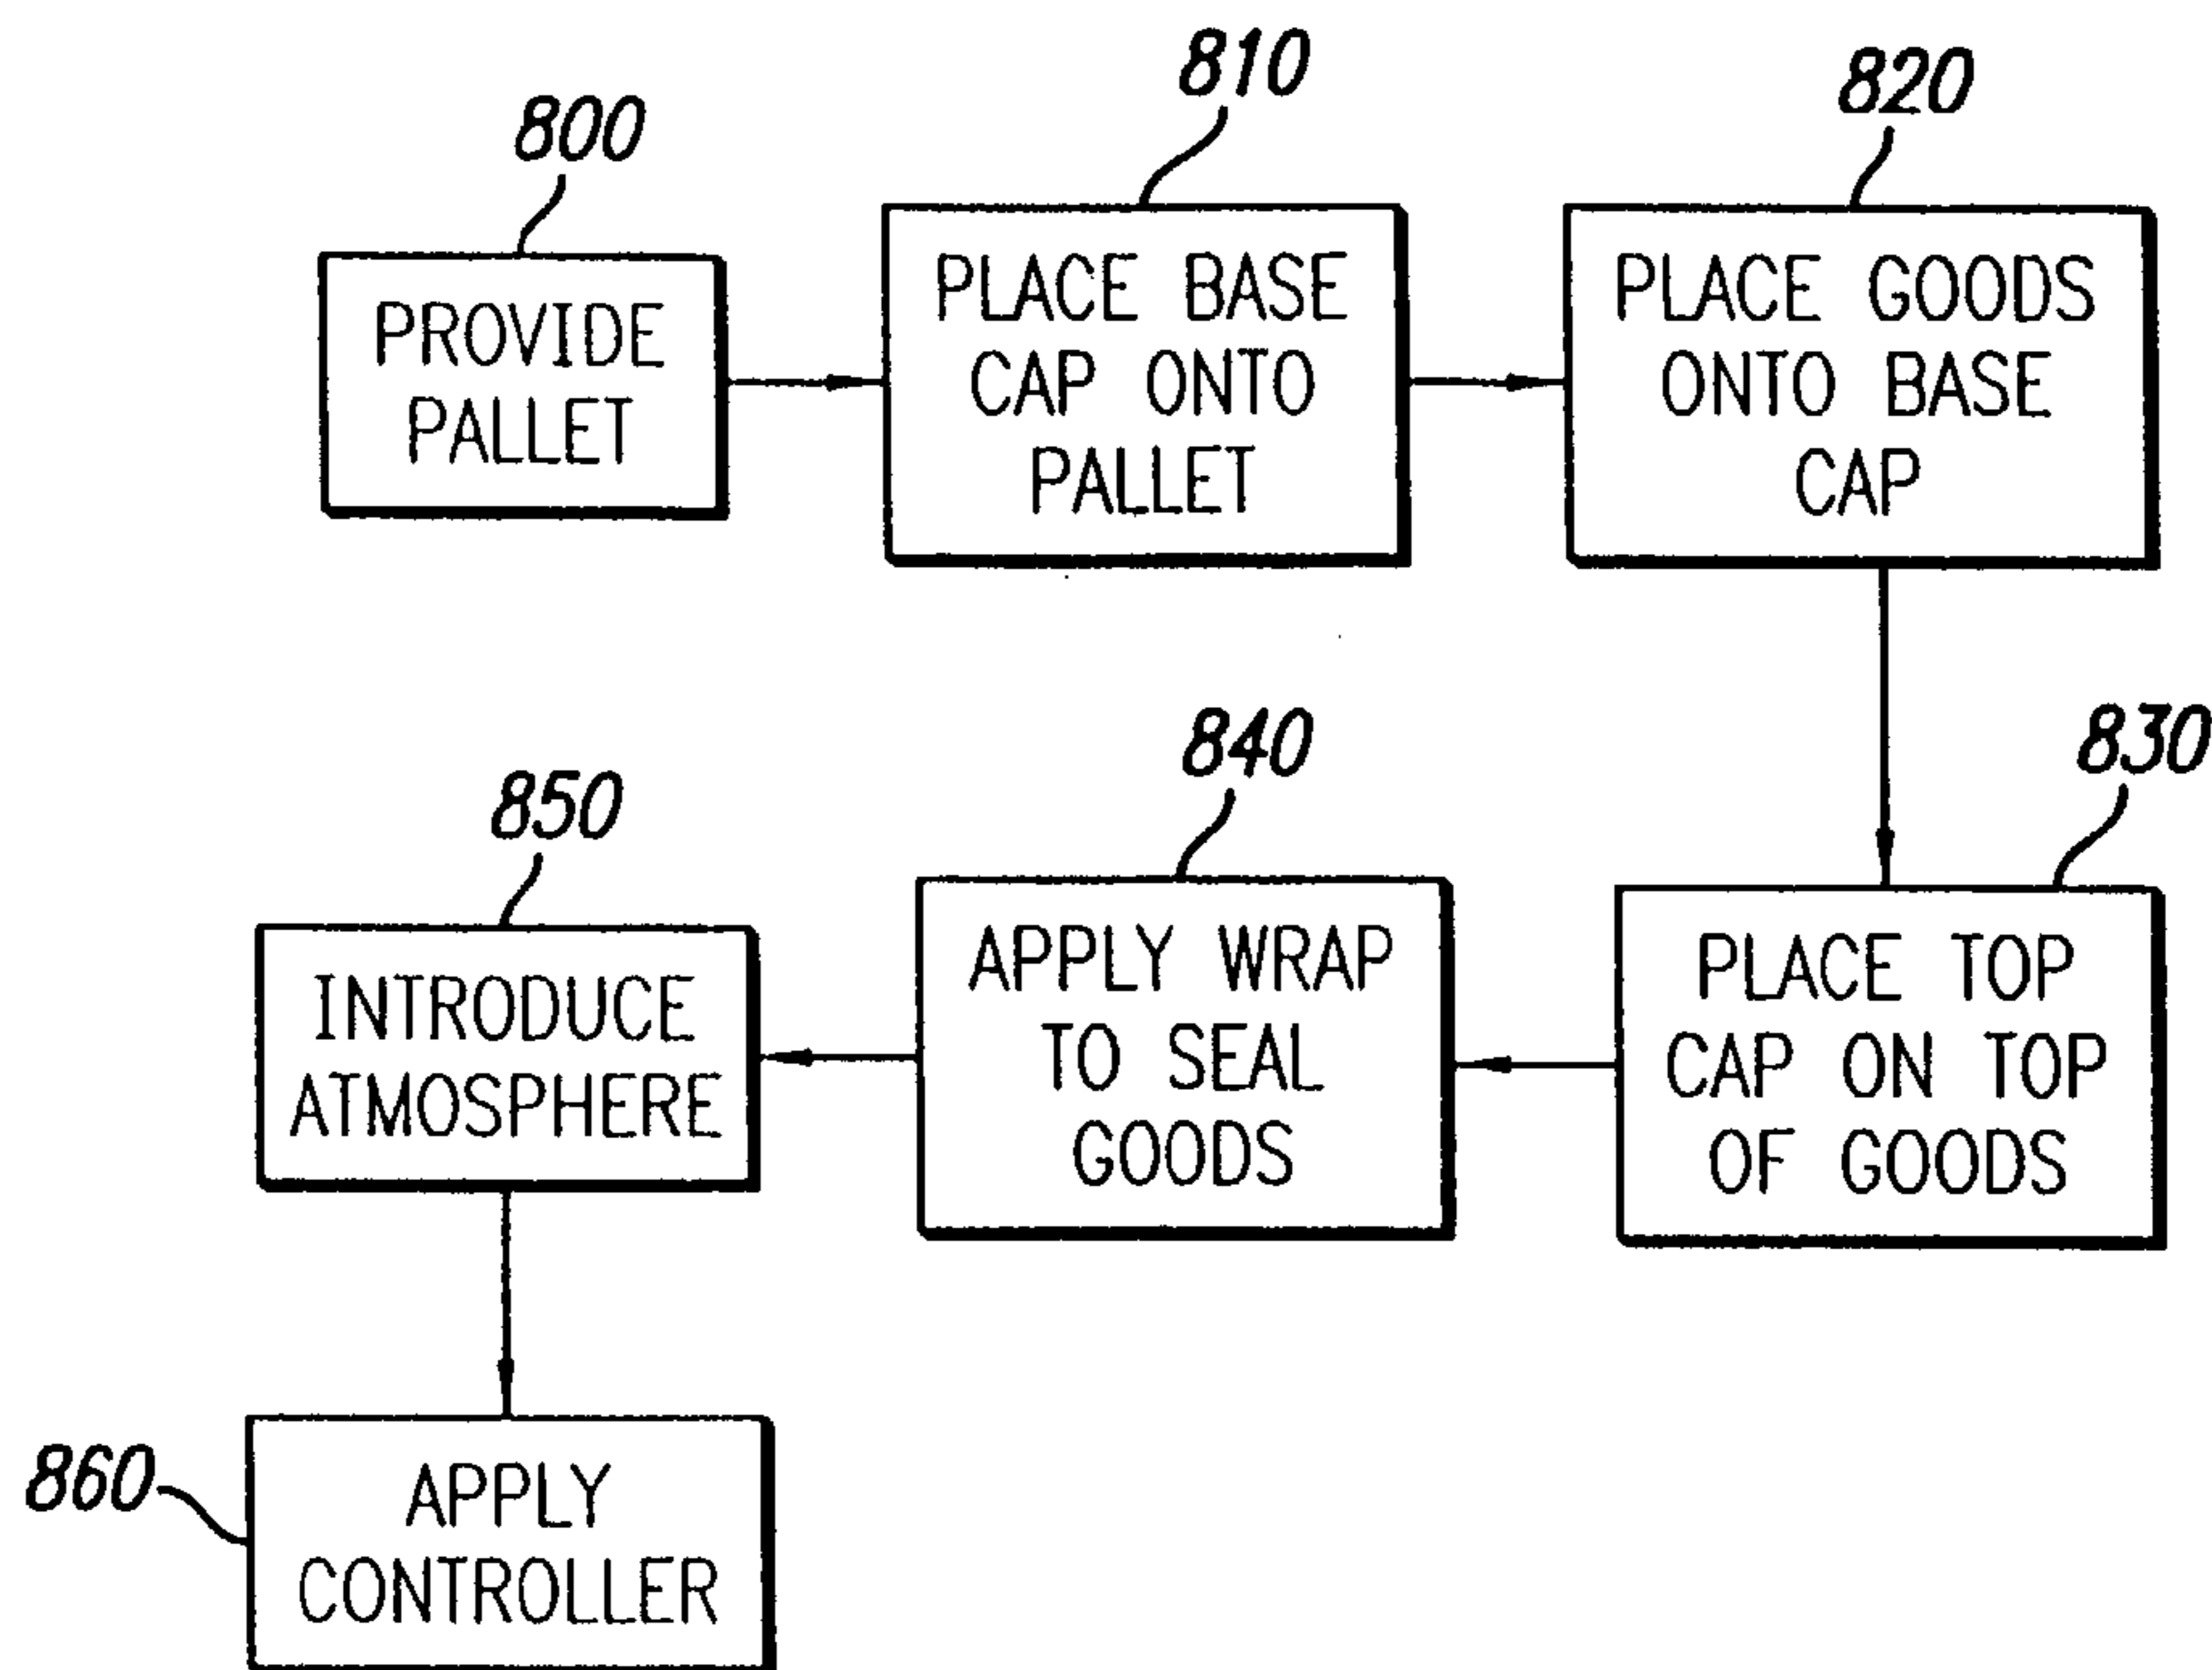 800
PROVIDE
PALLET
810
PLACE BASE
CAP ONTO
PALLET
820
PLACE GOODS
ONTO BASE
CAP
830
PLACE TOP
CAP ON TOP
OF GOODS
840
APPLY WRAP
TO SEAL
GOODS
850
INTRODUCE
ATMOSPHERE
860
APPLY
CONTROLLER